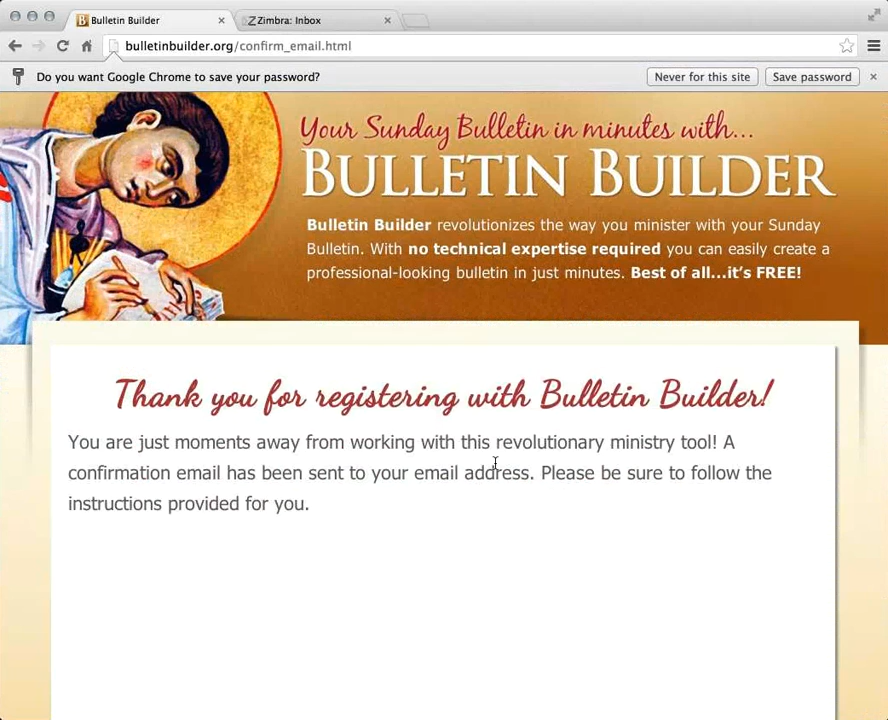 Bulletin Builder
Zimbra: Inbox
bulletinbuilder.org/confirm_email.html
Do you want Google Chrome to save your password?
Never for this site
Save password
Your Sunday Bulletin in minutes with...
BULLETIN BUILDER
Bulletin Builder revolutionizes the way you minister with your Sunday
Bulletin. With no technical expertise required you can easily create a
professional-looking bulletin in just minutes. Best of all...it's FREE!
Thank you for registering with Bulletin Builder!
You are just moments away from working with this revolutionary ministry tool! A
confirmation email has been sent to your email address. Please be sure to follow the
instructions provided for you.